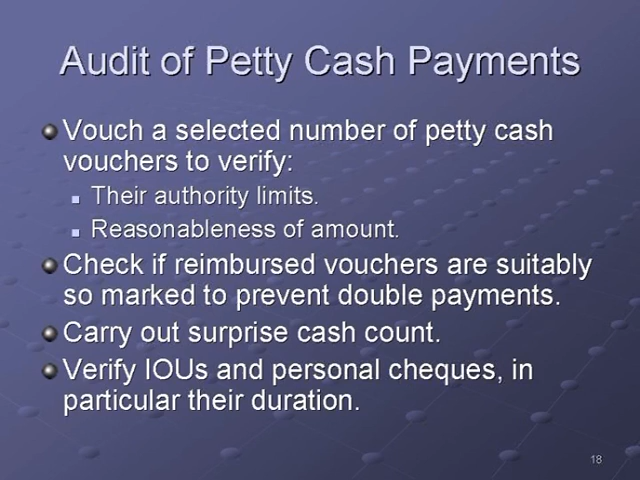 Audit of Petty Cash Payments
Vouch a selected number of petty cash
vouchers to verify:
Their authority limits.
Reasonableness of amount.
Check if reimbursed vouchers are suitably
so marked to prevent double payments.
Carry out surprise cash count.
Verify IOUs and personal cheques, in
particular their duration.
18